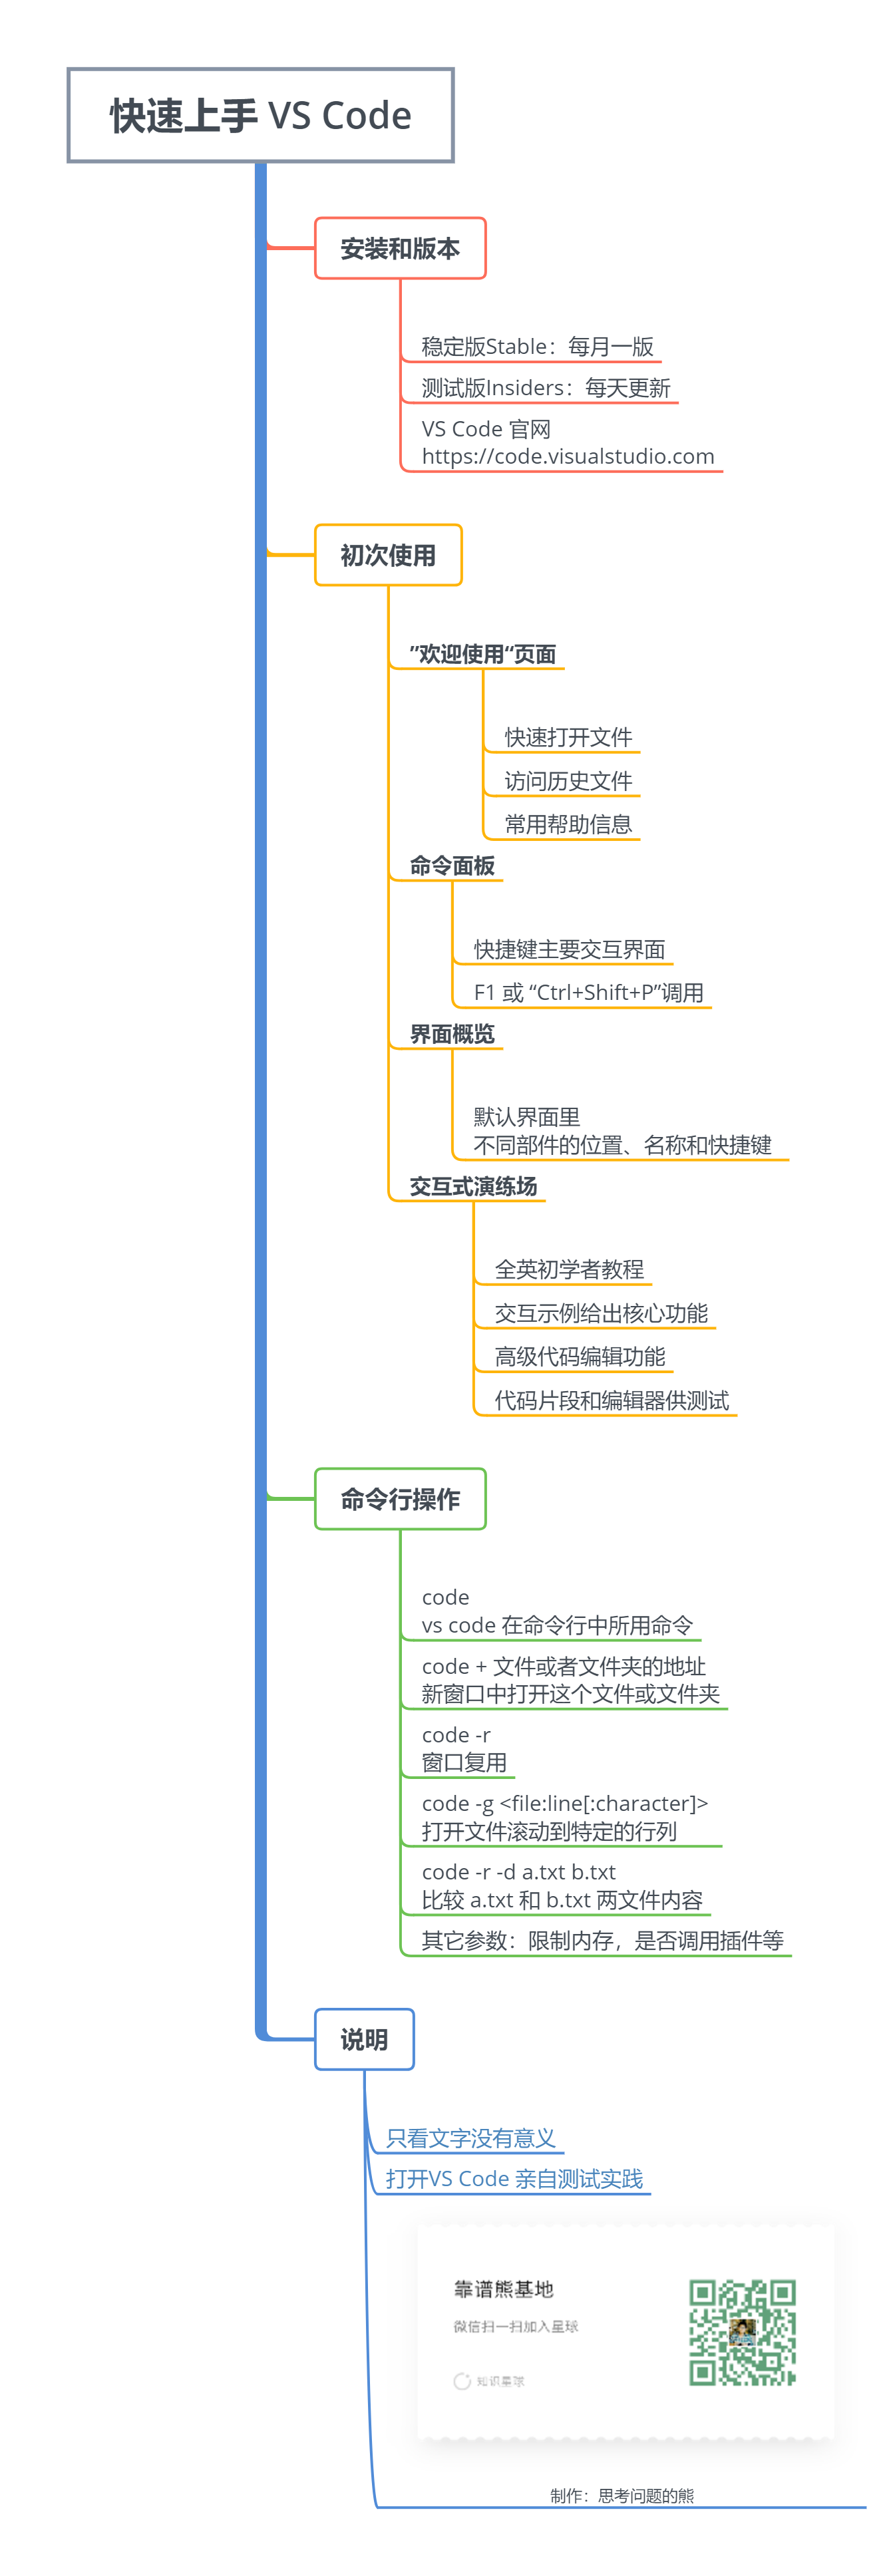 快速上手 VS Code
安装和版本
稳定版Stable：每月一版
测试版Insiders：每天更新
VS Code 官网
https://code.visualstudio.com
初次使用
”欢迎使用“页面
快速打开文件
访问历史文件
常用帮助信息
命令面板
快捷键主要交互界面
F1 或 “Ctrl+Shift+P”调用
界面概览
默认界面里
不同部件的位置、名称和快捷键
交互式演练场
全英初学者教程
交互示例给出核心功能
高级代码编辑功能
代码片段和编辑器供测试
命令行操作
code
vs code 在命令行中所用命令
code + 文件或者文件夹的地址
新窗口中打开这个文件或文件夹
code -r
窗口复用
code -g <file:line[:character]>
打开文件滚动到特定的行列
code -r -d a.txt b.txt
比较 a.txt 和 b.txt 两文件内容
其它参数：限制内存，是否调用插件等
说明
只看文字没有意义
打开VS Code 亲自测试实践
靠谱熊基地
微信扫一扫加入星球
知识星球
制作：思考问题的熊